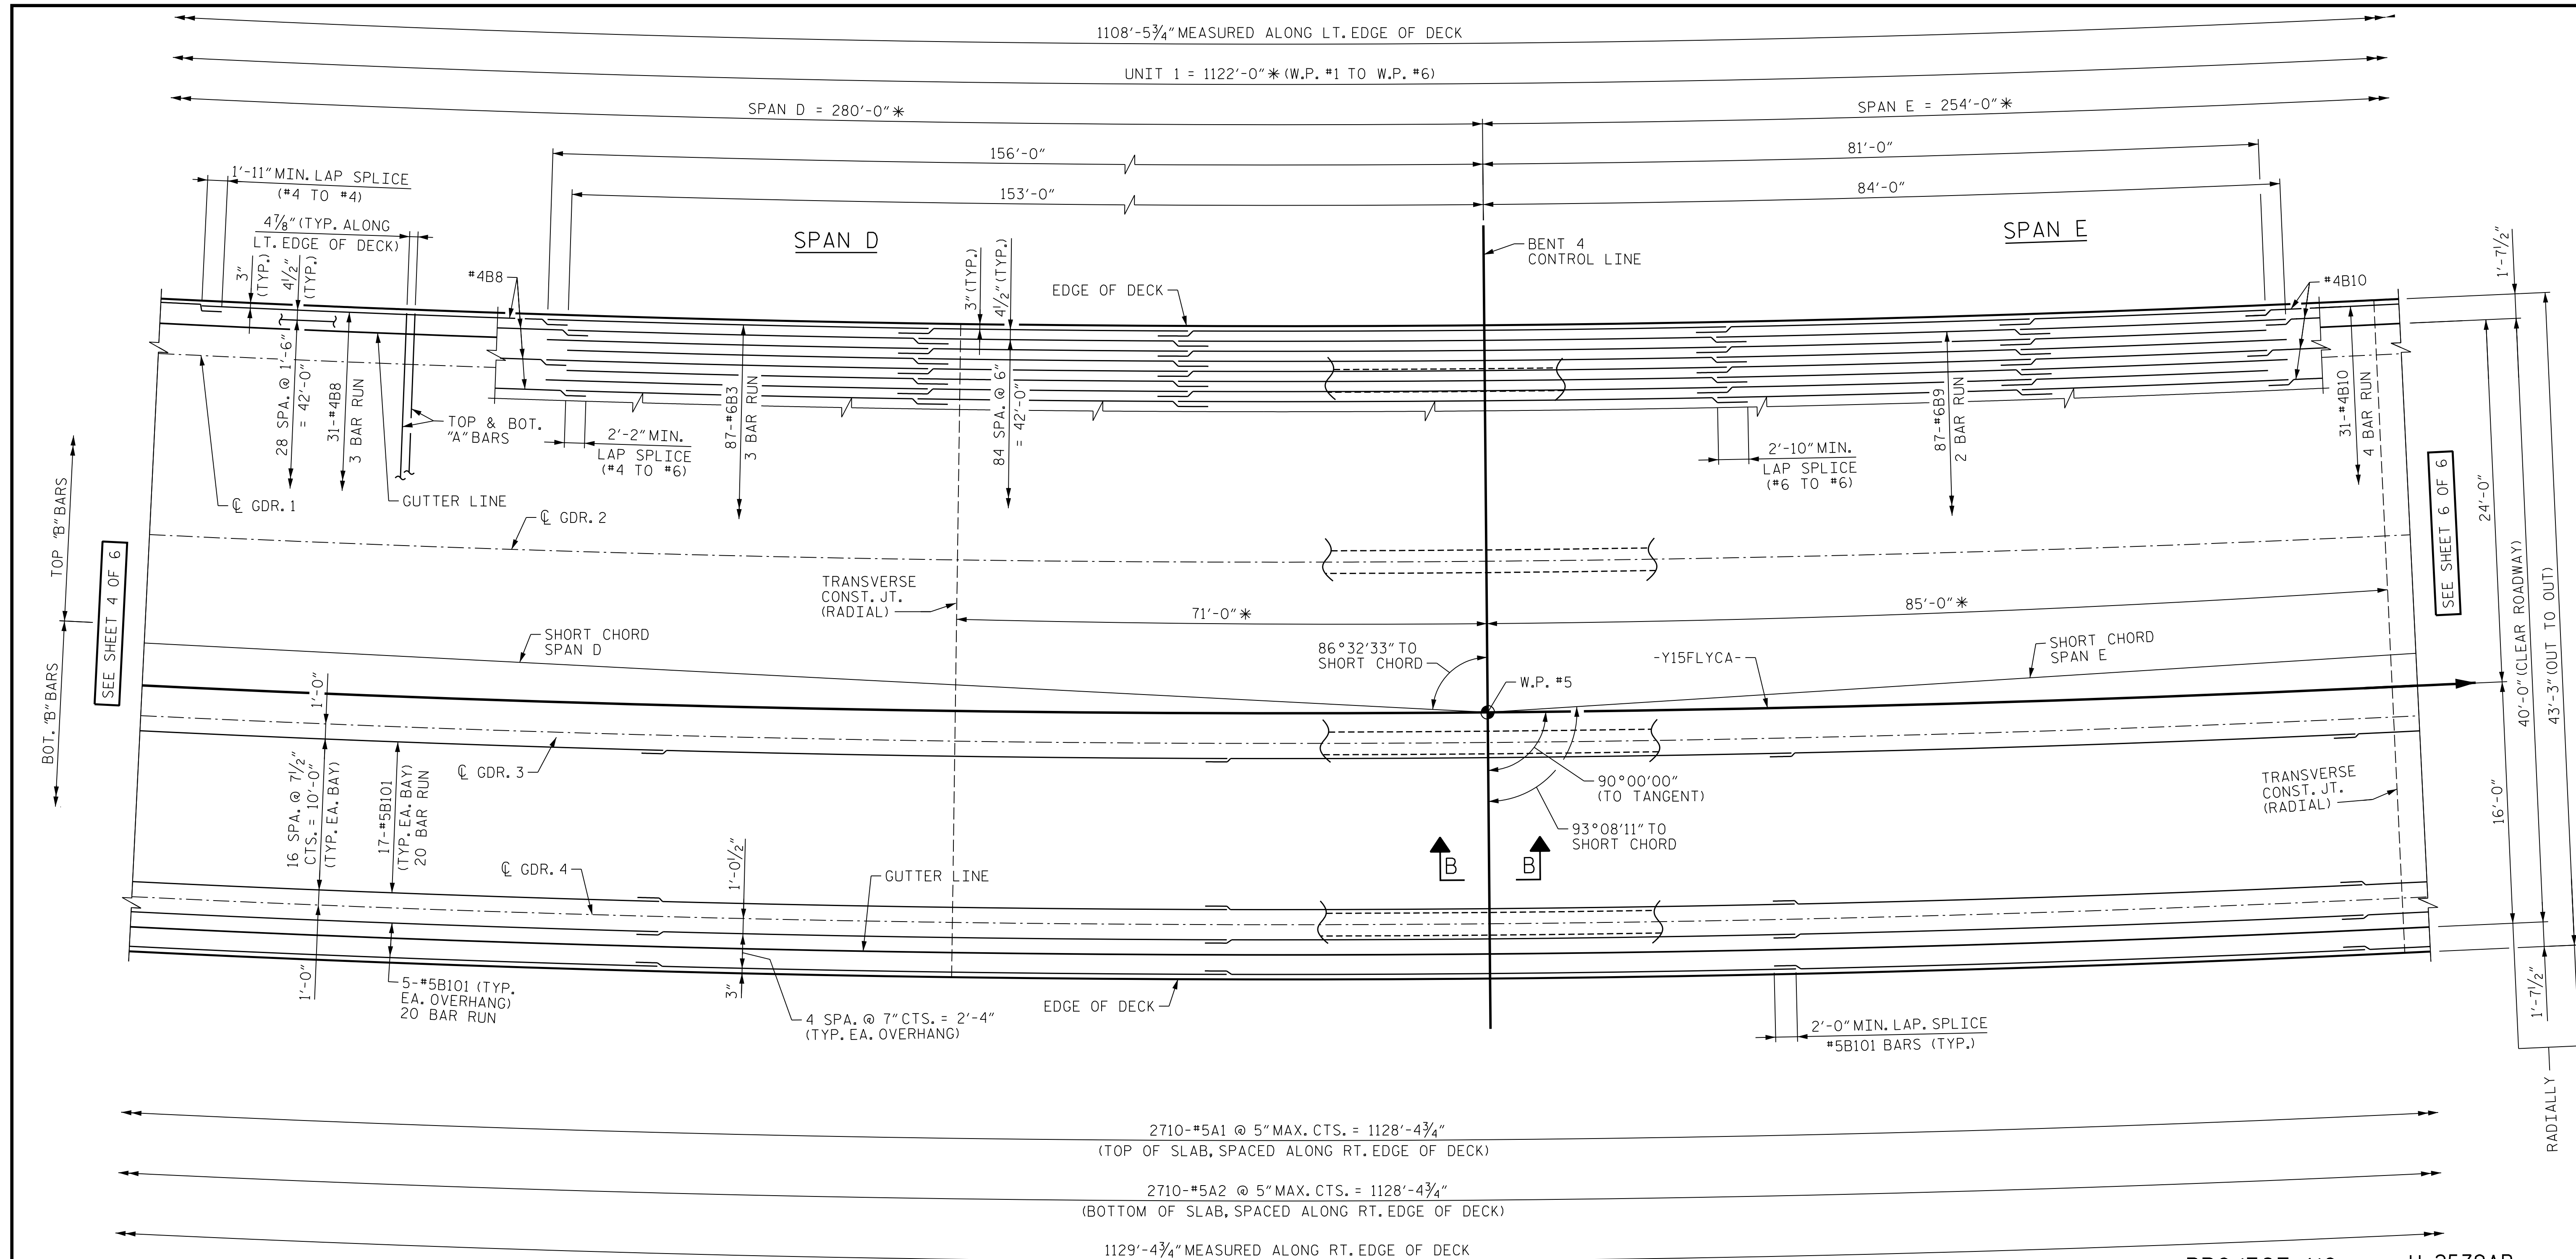 1108'-5¾" MEASURED ALONG LT. EDGE OF DECK
UNIT 1 = 1122'-0"✳ (W.P. #1 TO W.P. #6)
SPAN D = 280'-0"✳
SPAN E = 254'-0"✳
156'-0"
81'-0"
153'-0"
84'-0"
1'-11" MIN. LAP SPLICE
(#4 TO #4)
4⅞" (TYP. ALONG
LT. EDGE OF DECK)
3"
(TYP.)
4½"
(TYP.)
#4B8
SPAN D
3" (TYP.)
4½" (TYP.)
EDGE OF DECK
BENT 4
CONTROL LINE
SPAN E
#4B10
1'-7½"
28 SPA. @ 1'-6"
= 42'-0"
31-#4B8
3 BAR RUN
TOP & BOT.
"A" BARS
2'-2" MIN.
LAP SPLICE
(#4 TO #6)
87-#6B3
3 BAR RUN
84 SPA. @ 6"
= 42'-0"
2'-10" MIN.
LAP SPLICE
(#6 TO #6)
87-#6B9
2 BAR RUN
31-#4B10
4 BAR RUN
℄ GDR. 1
GUTTER LINE
℄ GDR. 2
TOP "B" BARS
BOT. "B" BARS
SEE SHEET 4 OF 6
SEE SHEET 6 OF 6
24'-0"
40'-0" (CLEAR ROADWAY)
43'-3" (OUT TO OUT)
TRANSVERSE
CONST. JT.
(RADIAL)
71'-0"✳
85'-0"✳
SHORT CHORD
SPAN D
86°32'33" TO
SHORT CHORD
-Y15FLYCA-
SHORT CHORD
SPAN E
W.P. #5
1'-0"
16 SPA. @ 7½"
CTS. = 10'-0"
(TYP. EA. BAY)
17-#5B101
(TYP. EA. BAY)
20 BAR RUN
℄ GDR. 3
90°00'00"
(TO TANGENT)
93°08'11" TO
SHORT CHORD
TRANSVERSE
CONST. JT.
(RADIAL)
16'-0"
B
B
℄ GDR. 4
1'-0½"
GUTTER LINE
1'-0"
5-#5B101 (TYP.
EA. OVERHANG)
20 BAR RUN
3"
4 SPA. @ 7" CTS. = 2'-4"
(TYP. EA. OVERHANG)
EDGE OF DECK
2'-0" MIN. LAP. SPLICE
#5B101 BARS (TYP.)
1'-7½"
RADIALLY
2710-#5A1 @ 5" MAX. CTS. = 1128'-4¾"
(TOP OF SLAB, SPACED ALONG RT. EDGE OF DECK)
2710-#5A2 @ 5" MAX. CTS. = 1128'-4¾"
(BOTTOM OF SLAB, SPACED ALONG RT. EDGE OF DECK)
1129'-4¾" MEASURED ALONG RT. EDGE OF DECK